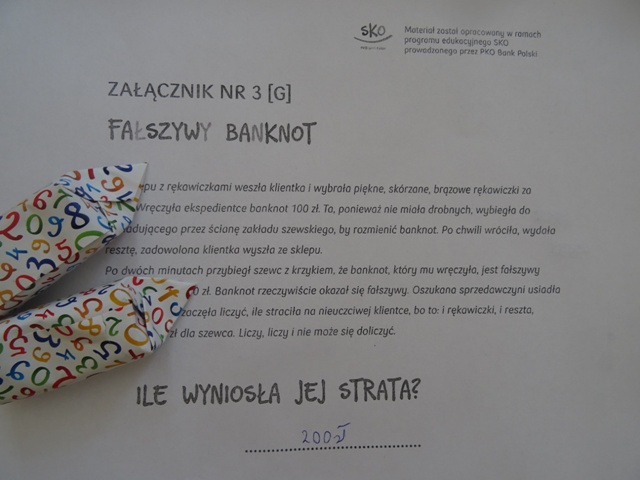 SKO
Materiał został opracowany w ramach
programu edukacyjnego SKO
prowadzonego przez PKO Bank Polski
ZAŁĄCZNIK NR 3 [G]
FAŁSZYWY BANKNOT
z rękawiczkami weszła klientka i wybrała piękne, skórzane, brązowe rękawiczki za
Wręczyła ekspedientce banknot 100 zł. Ta, ponieważ nie miała drobnych, wybiegła do
przez ścianę zakładu szewskiego, by rozmienić banknot. Po chwili wróciła, wydała
resztę, zadowolona klientka wyszła ze sklepu.
Po dwóch minutach przybiegł szewc z krzykiem, że banknot, który mu wręczyła, jest fałszywy
zł. Banknot rzeczywiście okazał się fałszywy. Oszukana sprzedawczyni usiadła
zaczęła liczyć, ile straciła na nieuczciwej klientce, bo to: i rękawiczki, i reszta,
zł dla szewca. Liczy, liczy i nie może się doliczyć.
ILE WYNIOSŁA JEJ STRATA?
200 zł